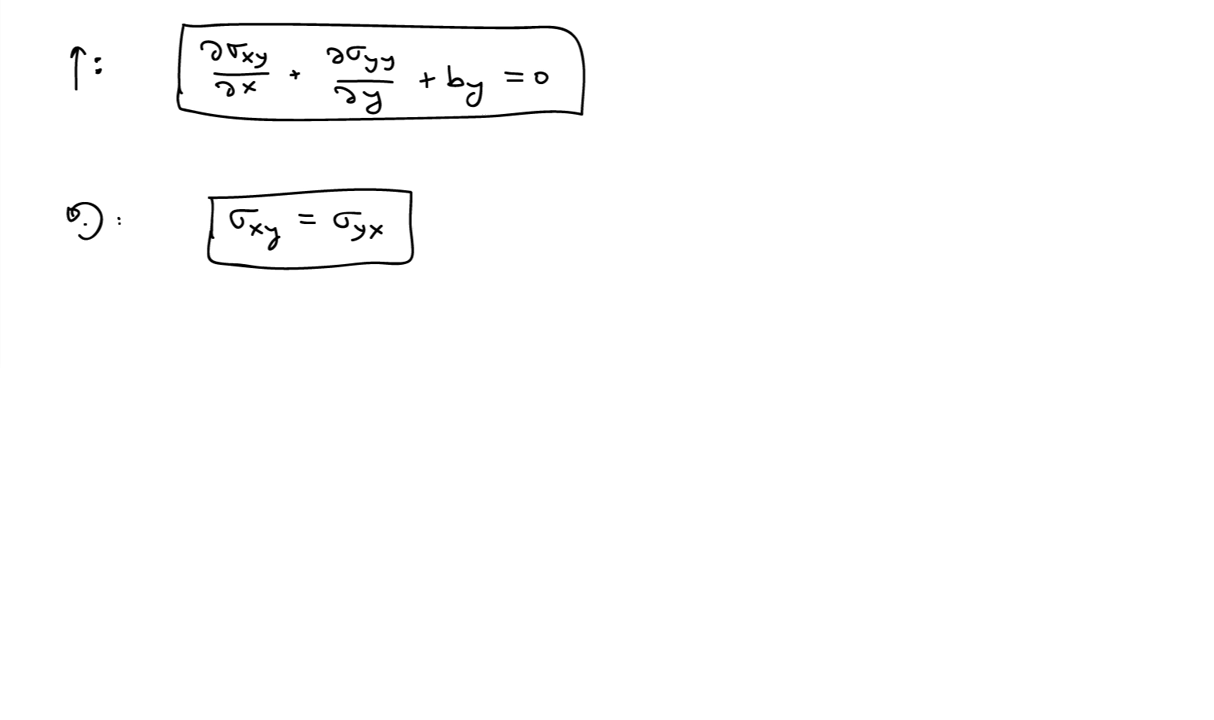 ↑: ∂σxy/∂x + ∂σyy/∂y + by = 0
↺: σxy = σyx